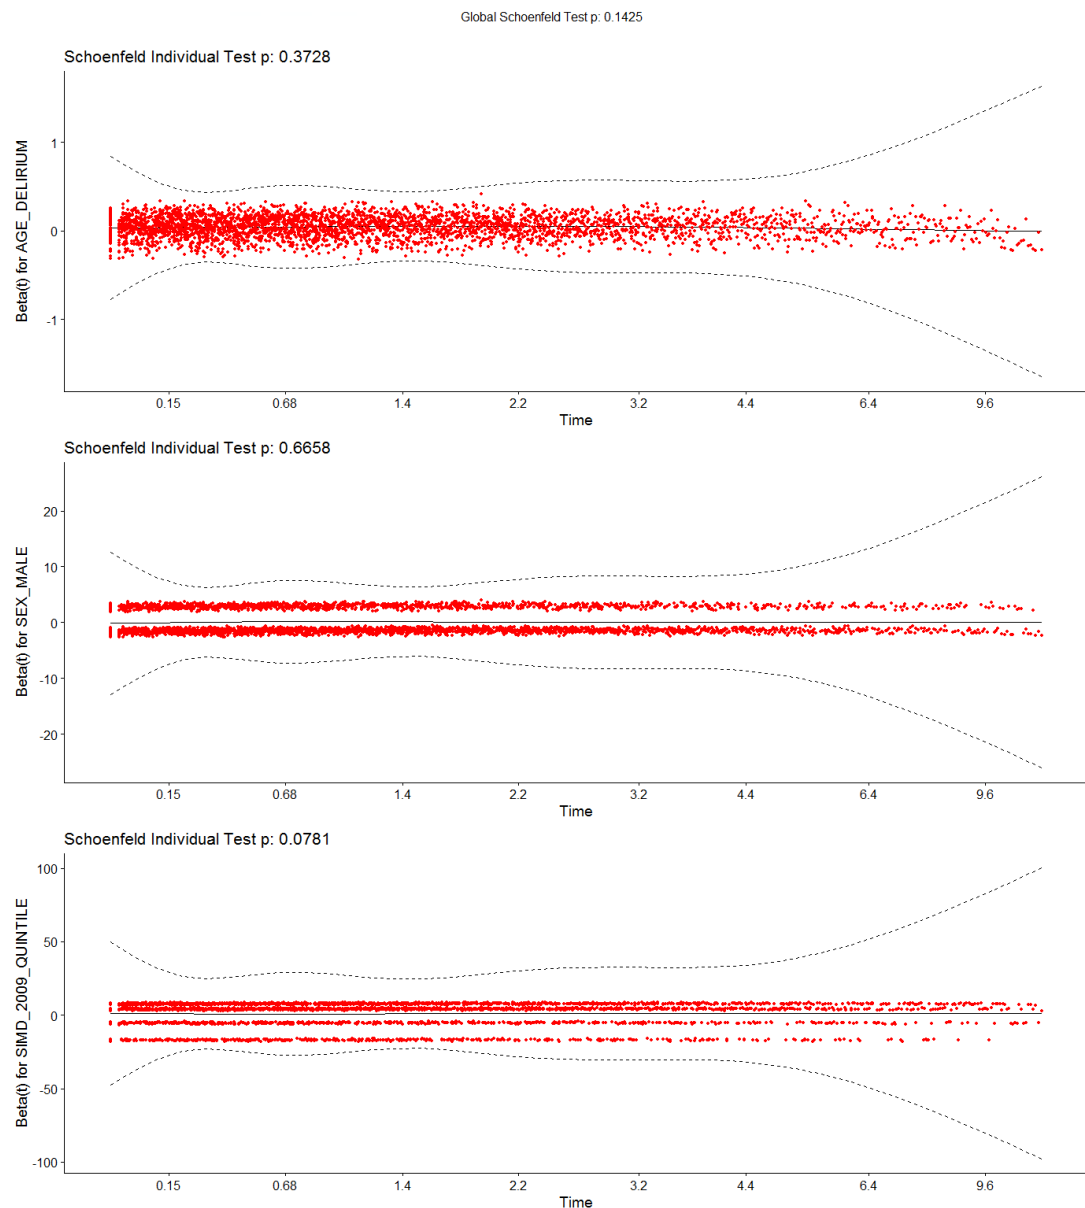 Global Schoenfeld Test p: 0.1425
Schoenfeld Individual Test p: 0.3728
Beta(t) for AGE_DELIRIUM
1
0
-1
0.15 0.68 1.4 2.2 3.2 4.4 6.4 9.6
Time
Schoenfeld Individual Test p: 0.6658
Beta(t) for SEX_MALE
20
10
0
-10
-20
0.15 0.68 1.4 2.2 3.2 4.4 6.4 9.6
Time
Schoenfeld Individual Test p: 0.0781
Beta(t) for SIMD_2009_QUINTILE
100
50
0
-50
-100
0.15 0.68 1.4 2.2 3.2 4.4 6.4 9.6
Time